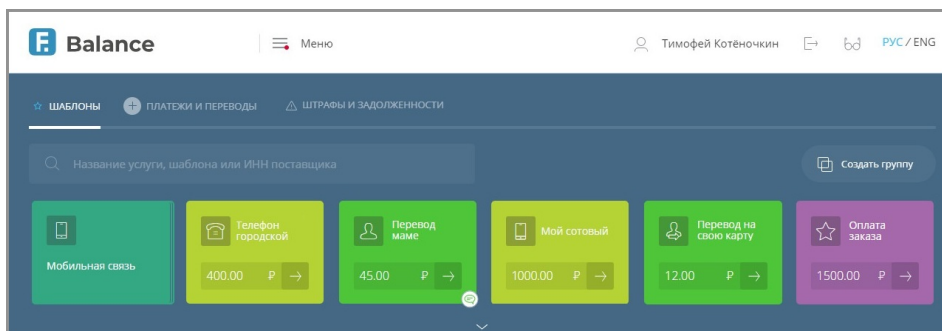 F. Balance
Меню
Тимофей Котёночкин
РУС / ENG
ШАБЛОНЫ
ПЛАТЕЖИ И ПЕРЕВОДЫ
ШТРАФЫ И ЗАДОЛЖЕННОСТИ
Название услуги, шаблона или ИНН поставщика
Создать группу
Мобильная связь
Телефон
городской
400.00 ₽
Перевод
маме
45.00 ₽
Мой сотовый
1000.00 ₽
Перевод на
свою карту
12.00 ₽
Оплата
заказа
1500.00 ₽